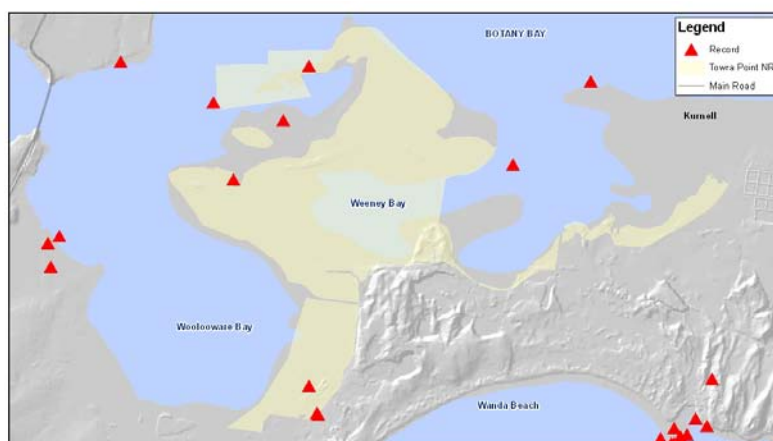 BOTANY BAY
Legend
Record
Towra Point NR
Main Road
Kurnell
Weeney Bay
Woolooware Bay
Wanda Beach